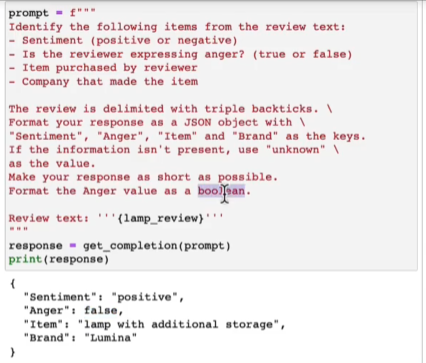 prompt = f"""
Identify the following items from the review text:
- Sentiment (positive or negative)
- Is the reviewer expressing anger? (true or false)
- Item purchased by reviewer
- Company that made the item

The review is delimited with triple backticks. \
Format your response as a JSON object with \
"Sentiment", "Anger", "Item" and "Brand" as the keys.
If the information isn't present, use "unknown" \
as the value.
Make your response as short as possible.
Format the Anger value as a boolean.

Review text: '''{lamp_review}'''
"""
response = get_completion(prompt)
print(response)

{
  "Sentiment": "positive",
  "Anger": false,
  "Item": "lamp with additional storage",
  "Brand": "Lumina"
}